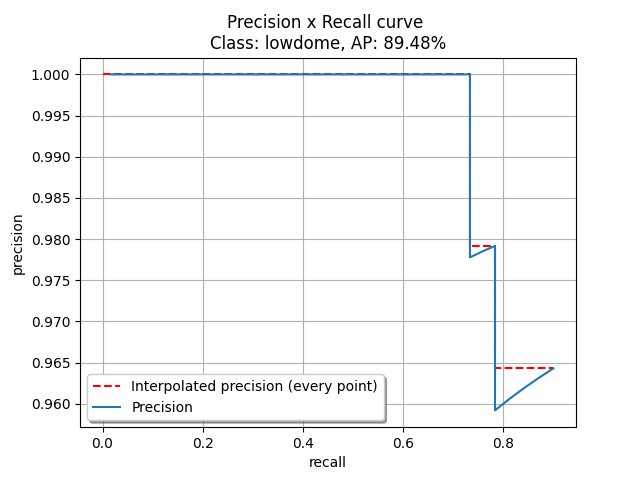 Precision x Recall curve
Class: lowdome, AP: 89.48%
precision
1.000
0.995
0.990
0.985
0.980
0.975
0.970
0.965
0.960
Interpolated precision (every point)
Precision
0.0 0.2 0.4 0.6 0.8
recall